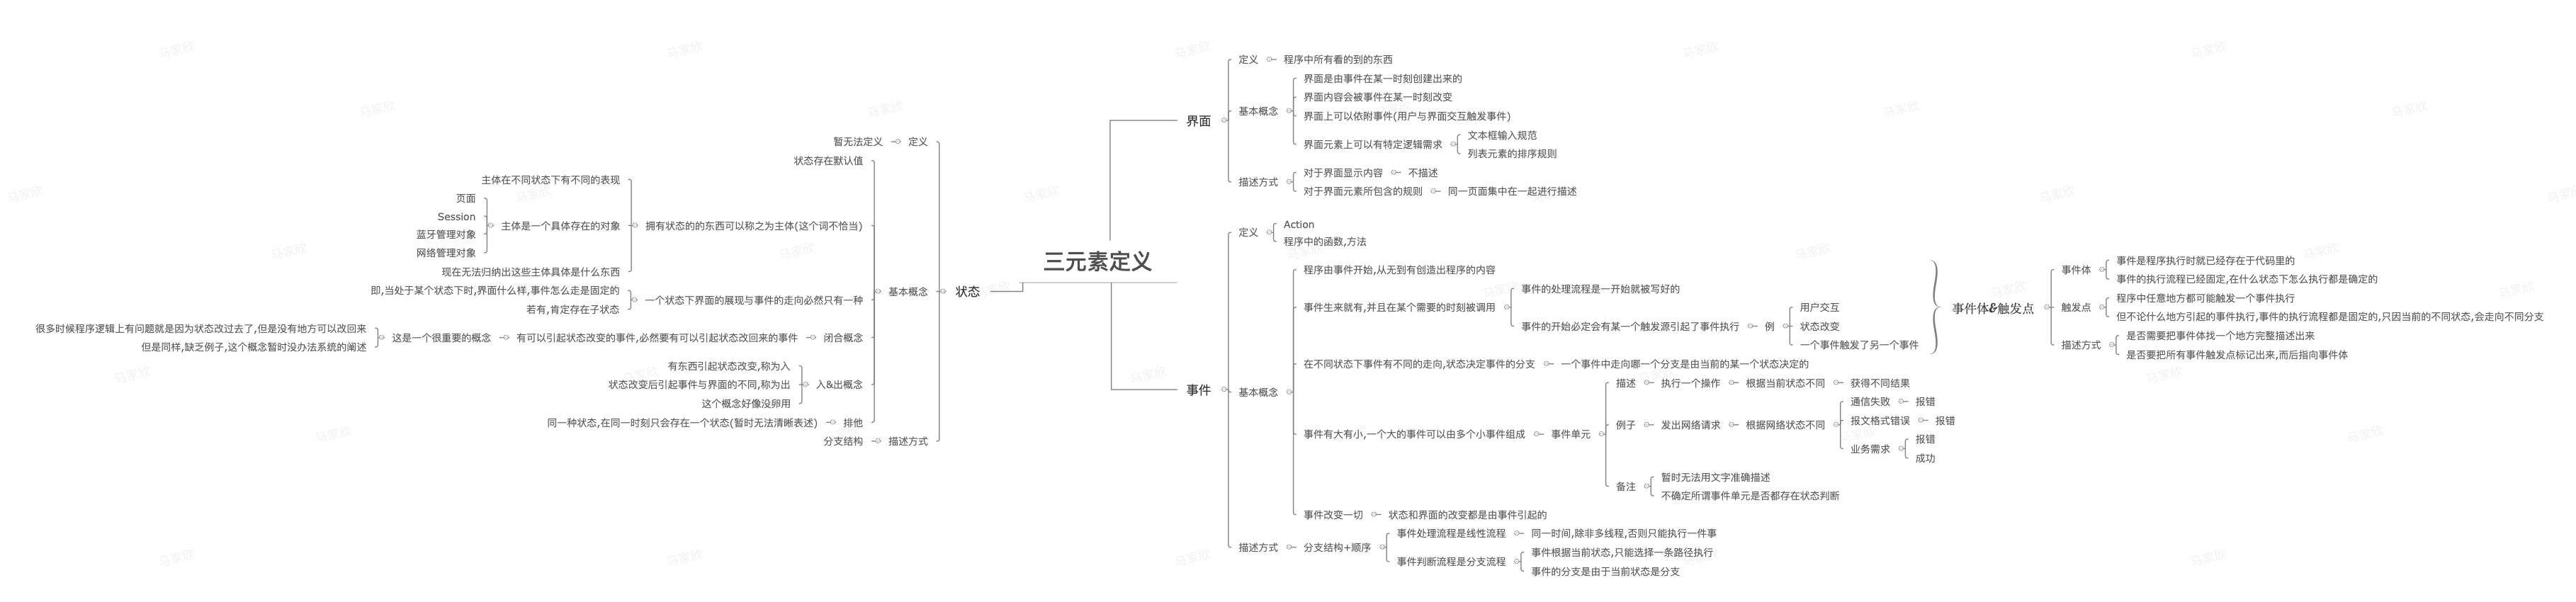 三元素定义
界面
定义
程序中所有看的到的东西
基本概念
界面是由事件在某一时刻创建出来的
界面内容会被事件在某一时刻改变
界面上可以依附事件(用户与界面交互触发事件)
界面元素上可以有特定逻辑需求
文本框输入规范
列表元素的排序规则
描述方式
对于界面显示内容
不描述
对于界面元素所包含的规则
同一页面集中在一起进行描述
事件
定义
Action
程序中的函数,方法
基本概念
程序由事件开始,从无到有创造出程序的内容
事件生来就有,并且在某个需要的时刻被调用
事件的处理流程是一开始就被写好的
事件的开始必定会有某一个触发源引起了事件执行
例
用户交互
状态改变
一个事件触发了另一个事件
在不同状态下事件有不同的走向,状态决定事件的分支
一个事件中走向哪一个分支是由当前的某一个状态决定的
事件有大有小,一个大的事件可以由多个小事件组成
事件单元
描述
执行一个操作
根据当前状态不同
获得不同结果
例子
发出网络请求
根据网络状态不同
通信失败
报错
报文格式错误
报错
业务需求
报错
成功
备注
暂时无法用文字准确描述
不确定所谓事件单元是否都存在状态判断
事件改变一切
状态和界面的改变都是由事件引起的
描述方式
分支结构+顺序
事件处理流程是线性流程
同一时间,除非多线程,否则只能执行一件事
事件判断流程是分支流程
事件根据当前状态,只能选择一条路径执行
事件的分支是由于当前状态是分支
事件体&触发点
事件体
事件是程序执行时就已经存在于代码里的
事件的执行流程已经固定,在什么状态下怎么执行都是确定的
触发点
程序中任意地方都可能触发一个事件执行
但不论什么地方引起的事件执行,事件的执行流程都是固定的,只因当前的不同状态,会走向不同分支
描述方式
是否需要把事件体找一个地方完整描述出来
是否要把所有事件触发点标记出来,而后指向事件体
状态
定义
暂无法定义
基本概念
状态存在默认值
拥有状态的的东西可以称之为主体(这个词不恰当)
主体在不同状态下有不同的表现
主体是一个具体存在的对象
页面
Session
蓝牙管理对象
网络管理对象
现在无法归纳出这些主体具体是什么东西
一个状态下界面的展现与事件的走向必然只有一种
即,当处于某个状态下时,界面什么样,事件怎么走是固定的
若有,肯定存在子状态
闭合概念
有可以引起状态改变的事件,必然要有可以引起状态改回来的事件
这是一个很重要的概念
很多时候程序逻辑上有问题就是因为状态改过去了,但是没有地方可以改回来
但是同样,缺乏例子,这个概念暂时没办法系统的阐述
入&出概念
有东西引起状态改变,称为入
状态改变后引起事件与界面的不同,称为出
这个概念好像没卵用
排他
同一种状态,在同一时刻只会存在一个状态(暂时无法清晰表述)
描述方式
分支结构
马家欣